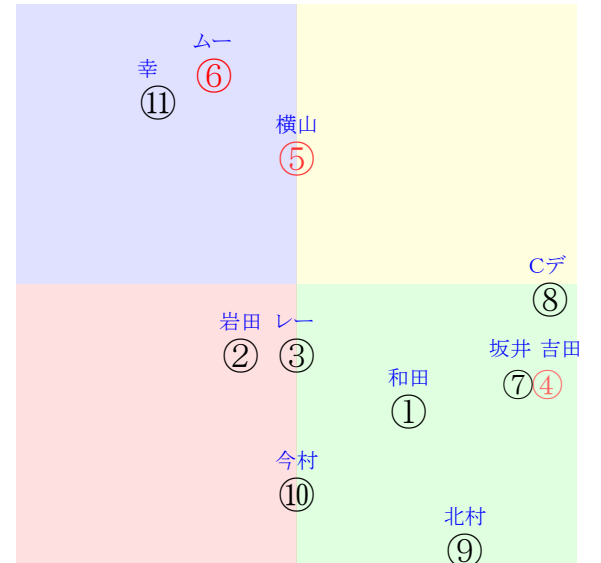 ムー
⑥
幸
⑪
横山
⑤
Cデ
⑧
岩田 レー
② ③
坂井 吉田
⑦④
和田
①
今村
⑩
北村
⑨